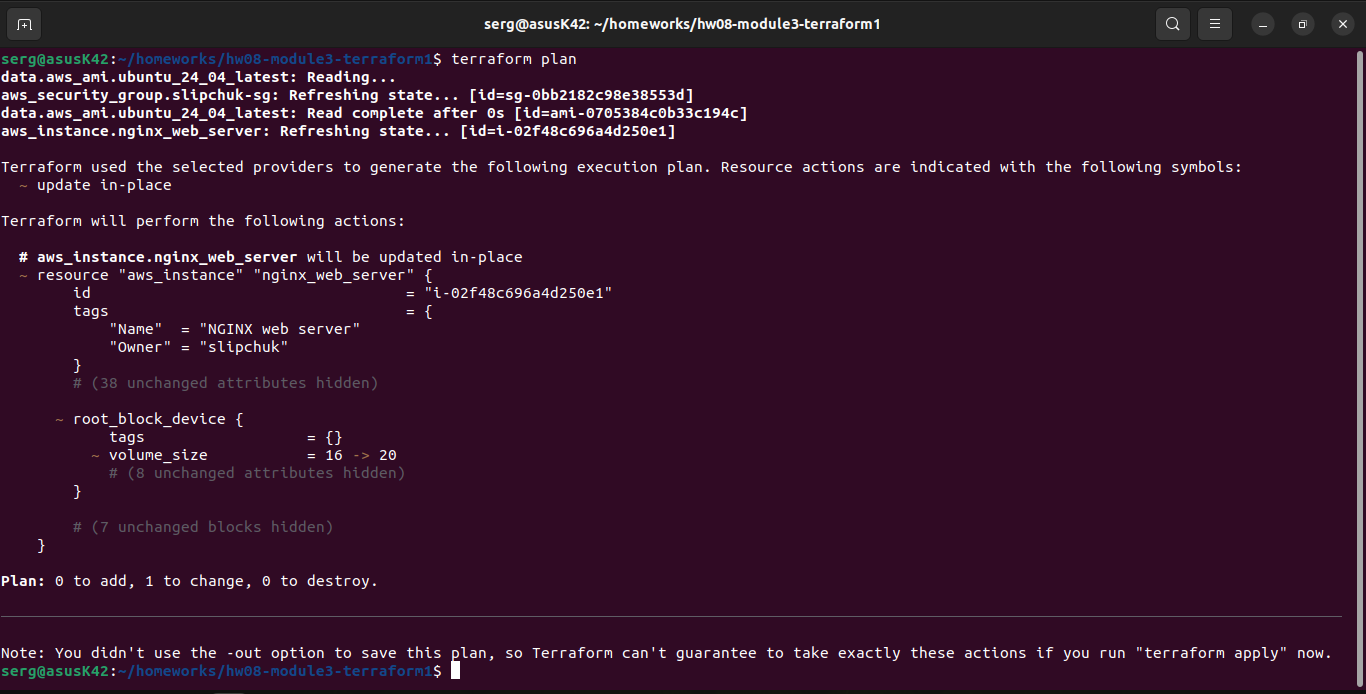 serg@asusK42: ~/homeworks/hw08-module3-terraform1
serg@asusK42:~/homeworks/hw08-module3-terraform1$ terraform plan
data.aws_ami.ubuntu_24_04_latest: Reading...
aws_security_group.slipchuk-sg: Refreshing state... [id=sg-0bb2182c98e38553d]
data.aws_ami.ubuntu_24_04_latest: Read complete after 0s [id=ami-0705384c0b33c194c]
aws_instance.nginx_web_server: Refreshing state... [id=i-02f48c696a4d250e1]
Terraform used the selected providers to generate the following execution plan. Resource actions are indicated with the following symbols:
  ~ update in-place
Terraform will perform the following actions:
  # aws_instance.nginx_web_server will be updated in-place
  ~ resource "aws_instance" "nginx_web_server" {
        id                                   = "i-02f48c696a4d250e1"
        tags                                 = {
            "Name"  = "NGINX web server"
            "Owner" = "slipchuk"
        }
        # (38 unchanged attributes hidden)
      ~ root_block_device {
            tags                  = {}
          ~ volume_size           = 16 -> 20
            # (8 unchanged attributes hidden)
        }
        # (7 unchanged blocks hidden)
    }
Plan: 0 to add, 1 to change, 0 to destroy.
Note: You didn't use the -out option to save this plan, so Terraform can't guarantee to take exactly these actions if you run "terraform apply" now.
serg@asusK42:~/homeworks/hw08-module3-terraform1$